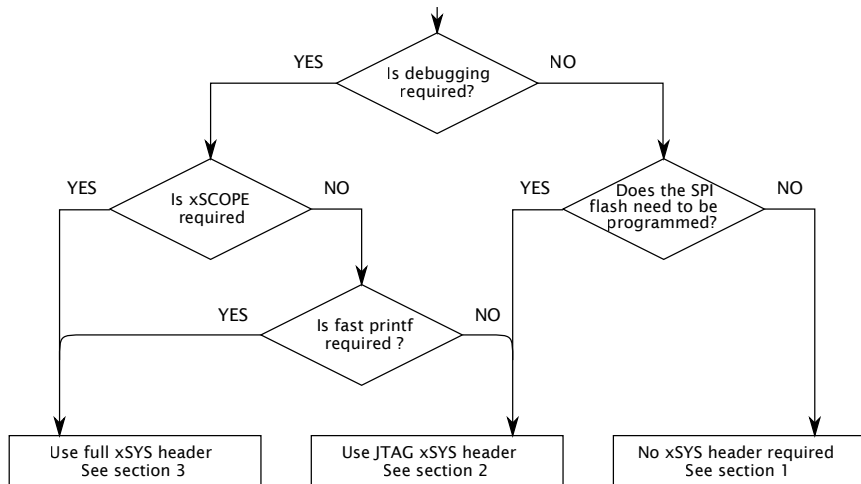 YES
Is debugging
required?
NO
YES
Is xSCOPE
required
NO
YES
Does the SPI
flash need to be
programmed?
NO
YES
Is fast printf
required ?
NO
Use full xSYS header
See section 3
Use JTAG xSYS header
See section 2
No xSYS header required
See section 1